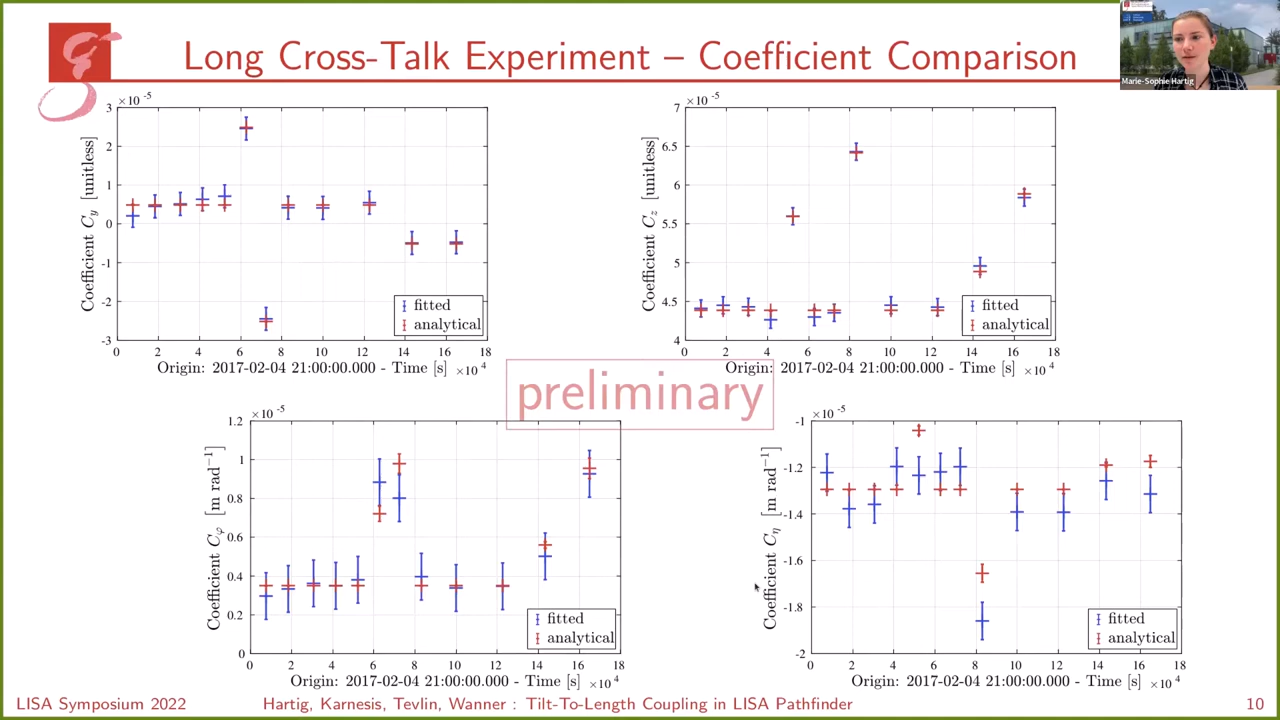 Long Cross-Talk Experiment – Coefficient Comparison
Marie-Sophie Hartig
×10 -5
3
2
1
0
-1
-2
-3
Coefficient C_y [unitless]
fitted
analytical
0 2 4 6 8 10 12 14 16 18
Origin: 2017-02-04 21:00:00.000 - Time [s] ×10 4
×10 -5
7
6.5
6
5.5
5
4.5
4
Coefficient C_z [unitless]
fitted
analytical
0 2 4 6 8 10 12 14 16 18
Origin: 2017-02-04 21:00:00.000 - Time [s] ×10 4
preliminary
×10 -5
1.2
1
0.8
0.6
0.4
0.2
0
Coefficient C_φ [m rad⁻¹]
fitted
analytical
0 2 4 6 8 10 12 14 16 18
Origin: 2017-02-04 21:00:00.000 - Time [s] ×10 4
×10 -5
-1
-1.2
-1.4
-1.6
-1.8
-2
Coefficient C_η [m rad⁻¹]
fitted
analytical
0 2 4 6 8 10 12 14 16 18
Origin: 2017-02-04 21:00:00.000 - Time [s] ×10 4
LISA Symposium 2022
Hartig, Karnesis, Tevlin, Wanner : Tilt-To-Length Coupling in LISA Pathfinder
10